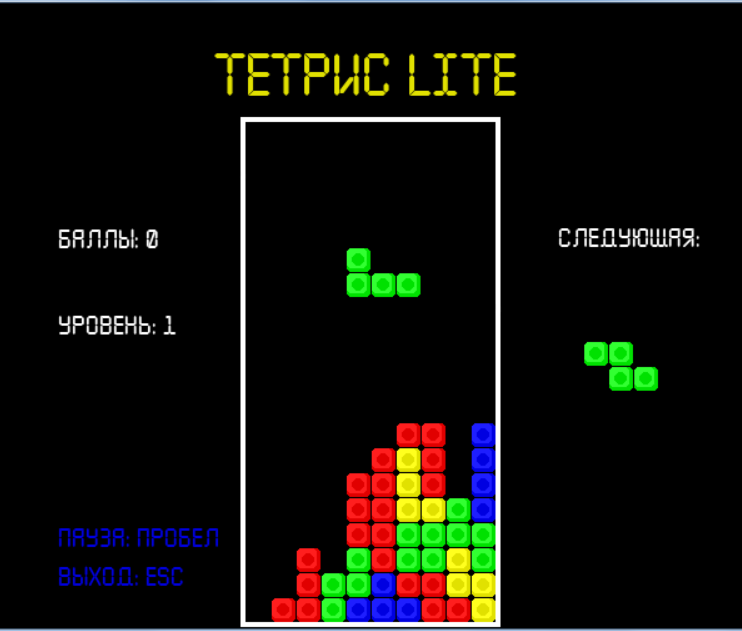 ТЕТРИС LITE
БАЛЛЫ: 0
СЛЕДУЮЩАЯ:
УРОВЕНЬ: 1
ПАУЗА: ПРОБЕЛ
ВЫХОД: ESC